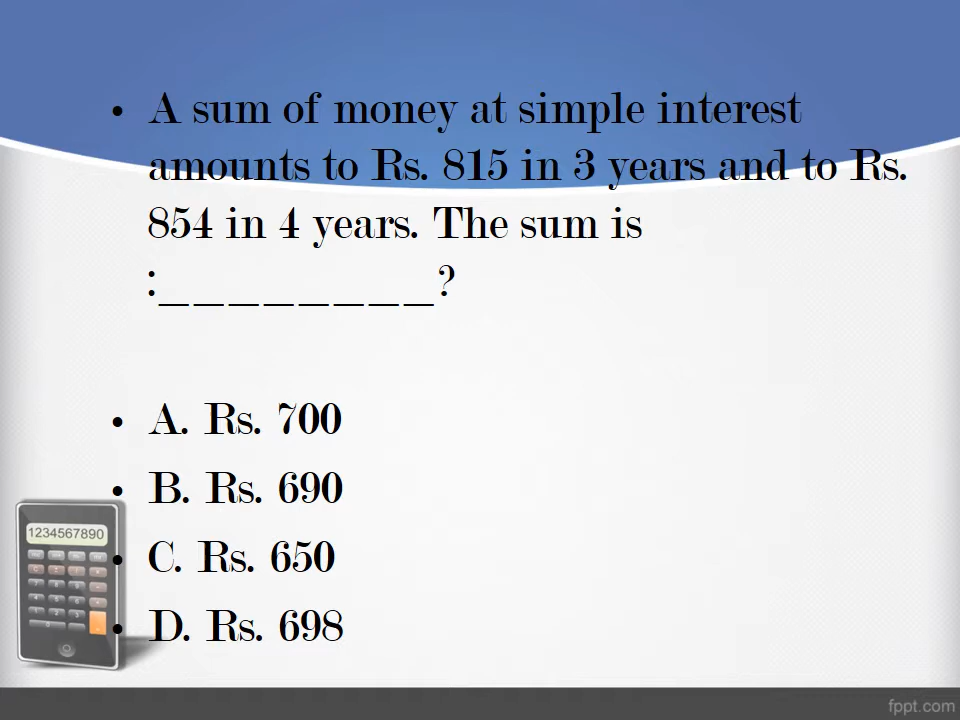 • A sum of money at simple interest
amounts to Rs. 815 in 3 years and to Rs.
854 in 4 years. The sum is
:________?
• A. Rs. 700
• B. Rs. 690
• C. Rs. 650
• D. Rs. 698
1234567890
fppt.com